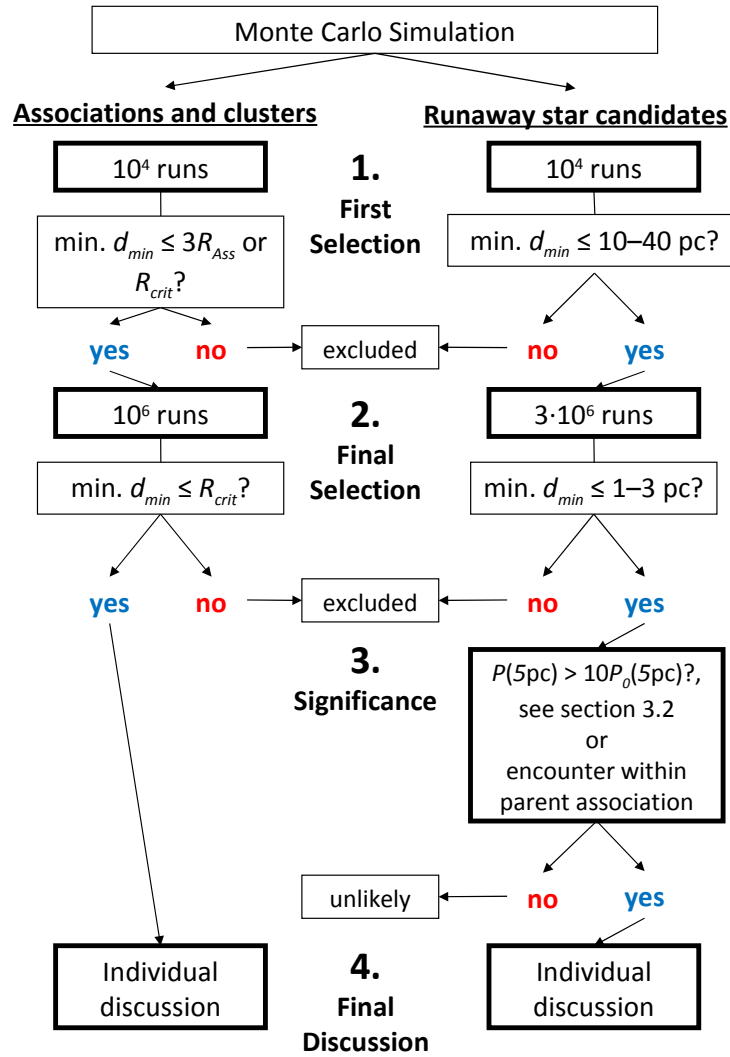 Monte Carlo Simulation
Associations and clusters
Runaway star candidates
10⁴ runs
1.
First
Selection
10⁴ runs
min. d_min ≤ 3R_Ass or
R_crit?
min. d_min ≤ 10–40 pc?
yes
no
excluded
no
yes
10⁶ runs
2.
Final
Selection
3·10⁶ runs
min. d_min ≤ R_crit?
min. d_min ≤ 1–3 pc?
yes
no
excluded
no
yes
3.
Significance
P(5pc) > 10P₀(5pc)?,
see section 3.2
or
encounter within
parent association
unlikely
no
yes
Individual
discussion
4.
Final
Discussion
Individual
discussion